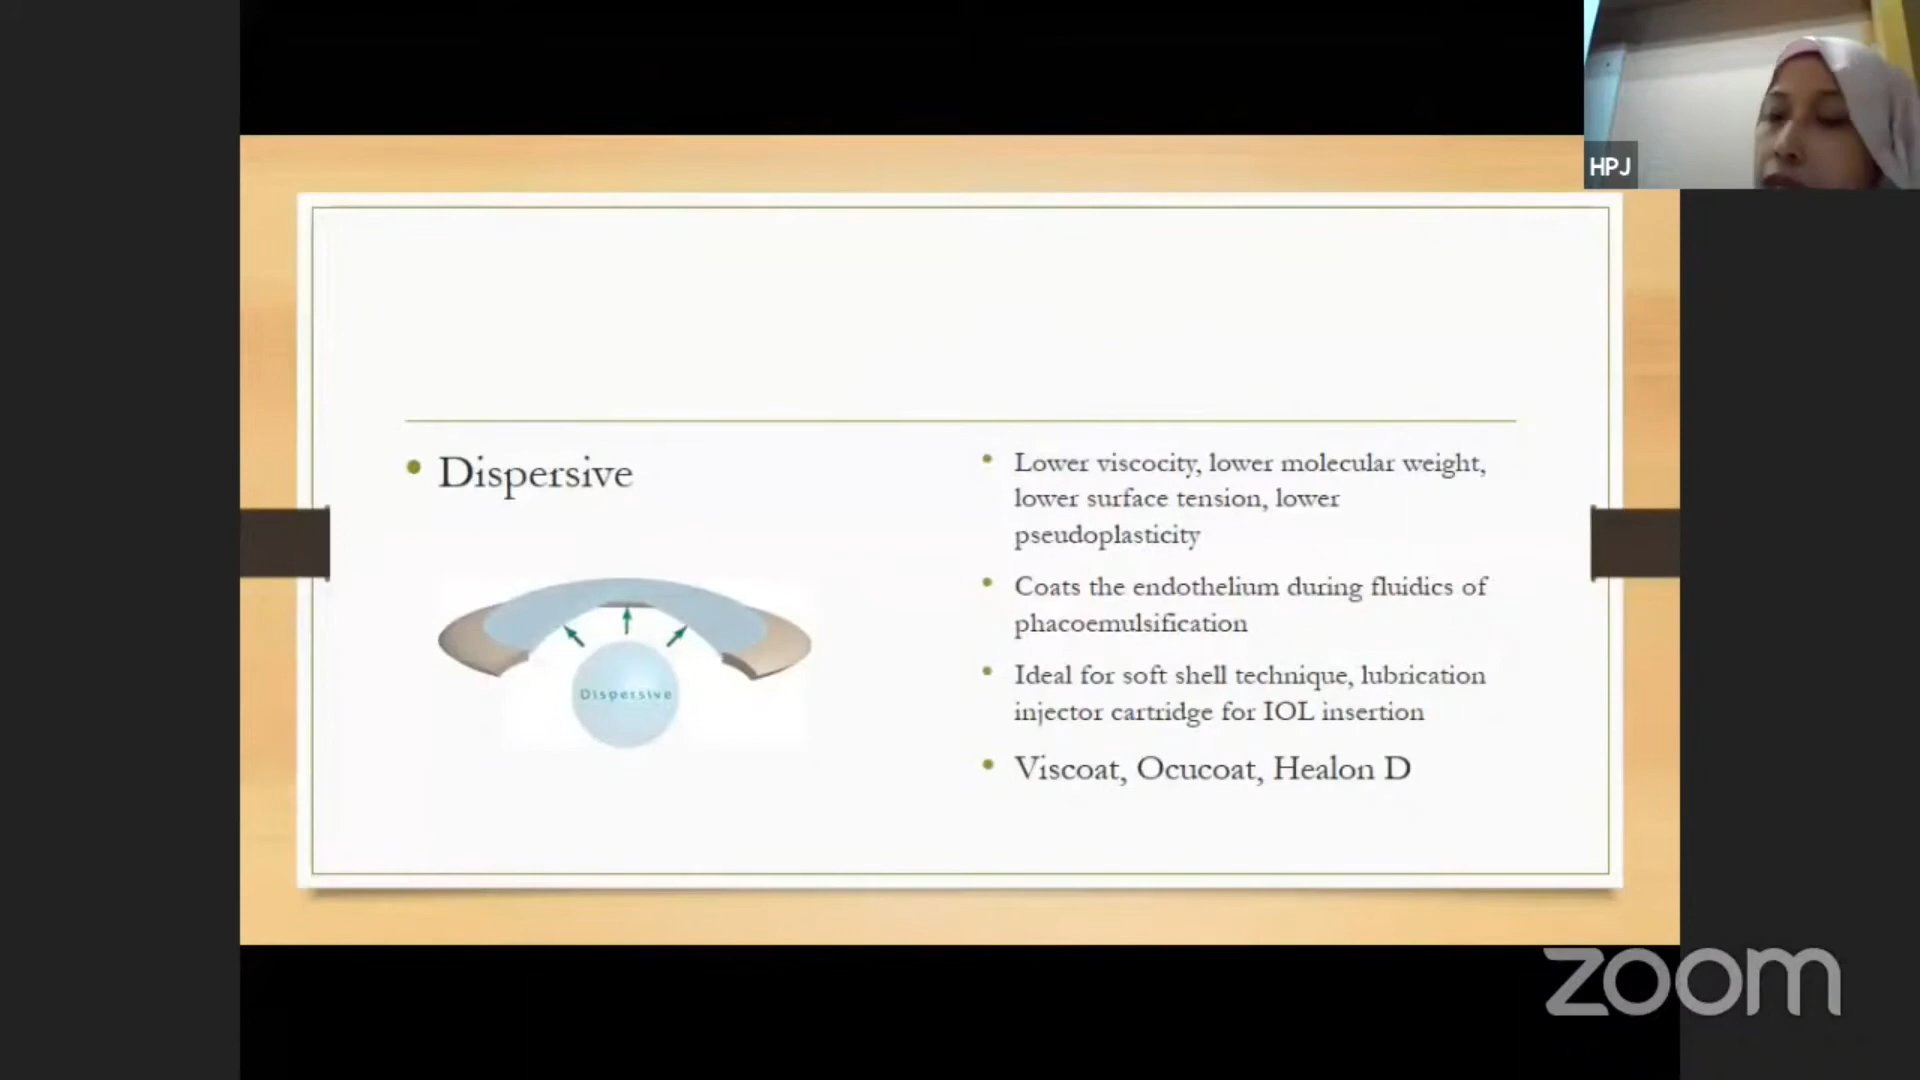 HPJ
Dispersive
Dispersive
Lower viscocity, lower molecular weight,
lower surface tension, lower
pseudoplasticity
Coats the endothelium during fluidics of
phacoemulsification
Ideal for soft shell technique, lubrication
injector cartridge for IOL insertion
Viscoat, Ocucoat, Healon D
zoom